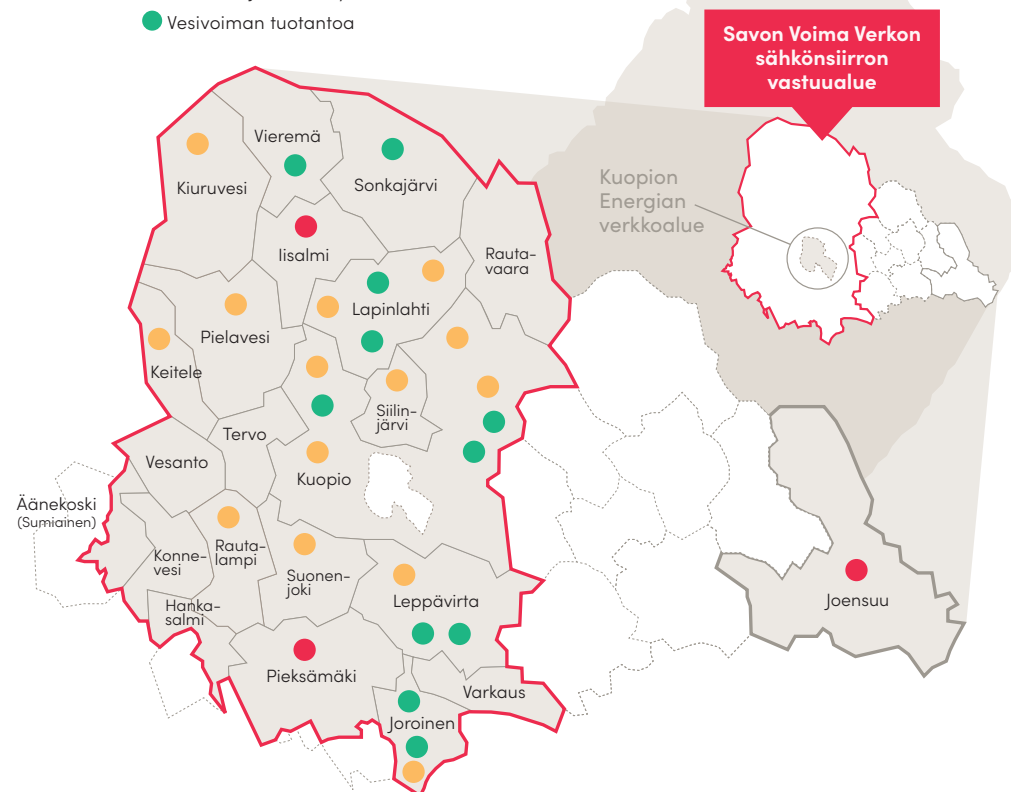 Vesivoiman tuotantoa
Savon Voima Verkon
sähkönsiirron
vastuualue
Kuopion
Energian
verkkoalue
Vieremä
Kiuruvesi
Sonkajärvi
Iisalmi
Rauta-
vaara
Lapinlahti
Pielavesi
Keitele
Siilin-
järvi
Tervo
Vesanto
Kuopio
Äänekoski
(Sumiainen)
Konne-
vesi
Rauta-
lampi
Suonen-
joki
Leppävirta
Hanka-
salmi
Joensuu
Pieksämäki
Varkaus
Joroinen